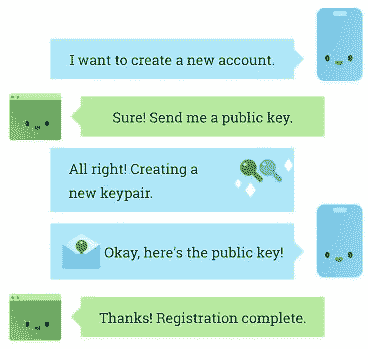 I want to create a new account.
Sure! Send me a public key.
All right! Creating a
new keypair.
Okay, here's the public key!
Thanks! Registration complete.